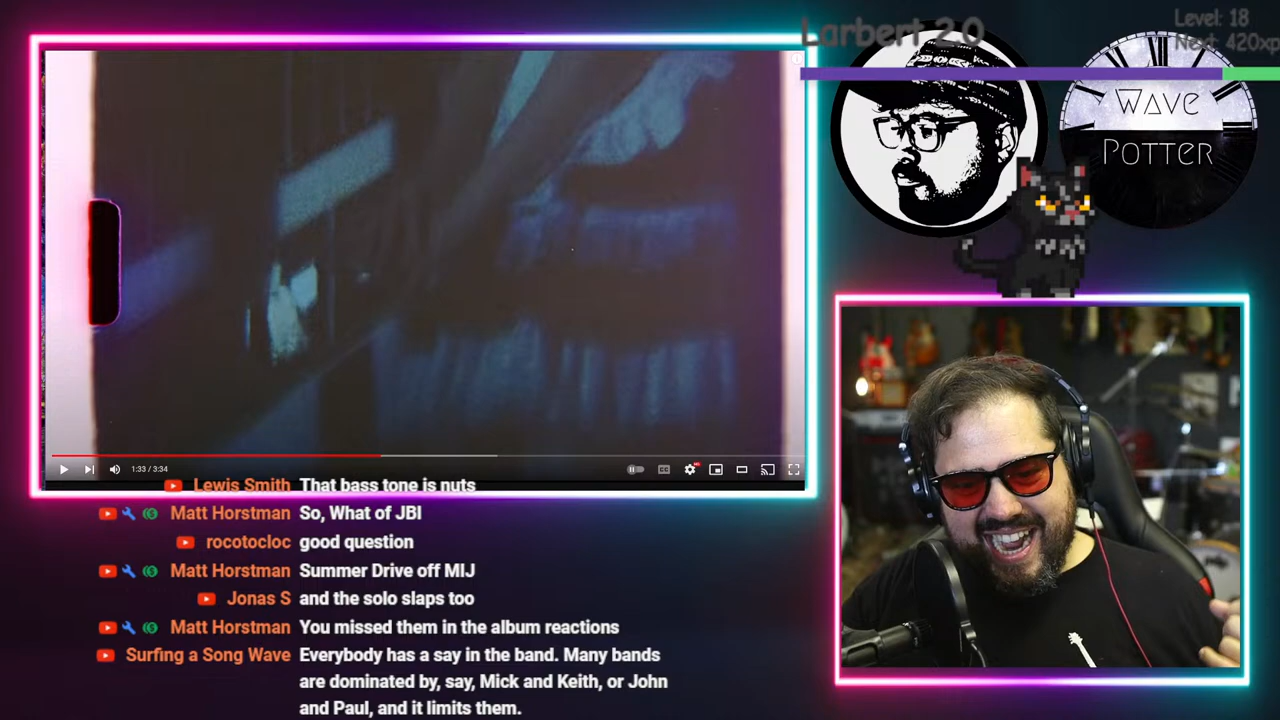 Larbert 2.0
Level: 18
Next: 420xp
WAVE
POTTER
1:33 / 3:34
CC
Lewis Smith That bass tone is nuts
Matt Horstman So, What of JBI
rocotocloc good question
Matt Horstman Summer Drive off MIJ
Jonas S and the solo slaps too
Matt Horstman You missed them in the album reactions
Surfing a Song Wave Everybody has a say in the band. Many bands
are dominated by, say, Mick and Keith, or John
and Paul, and it limits them.